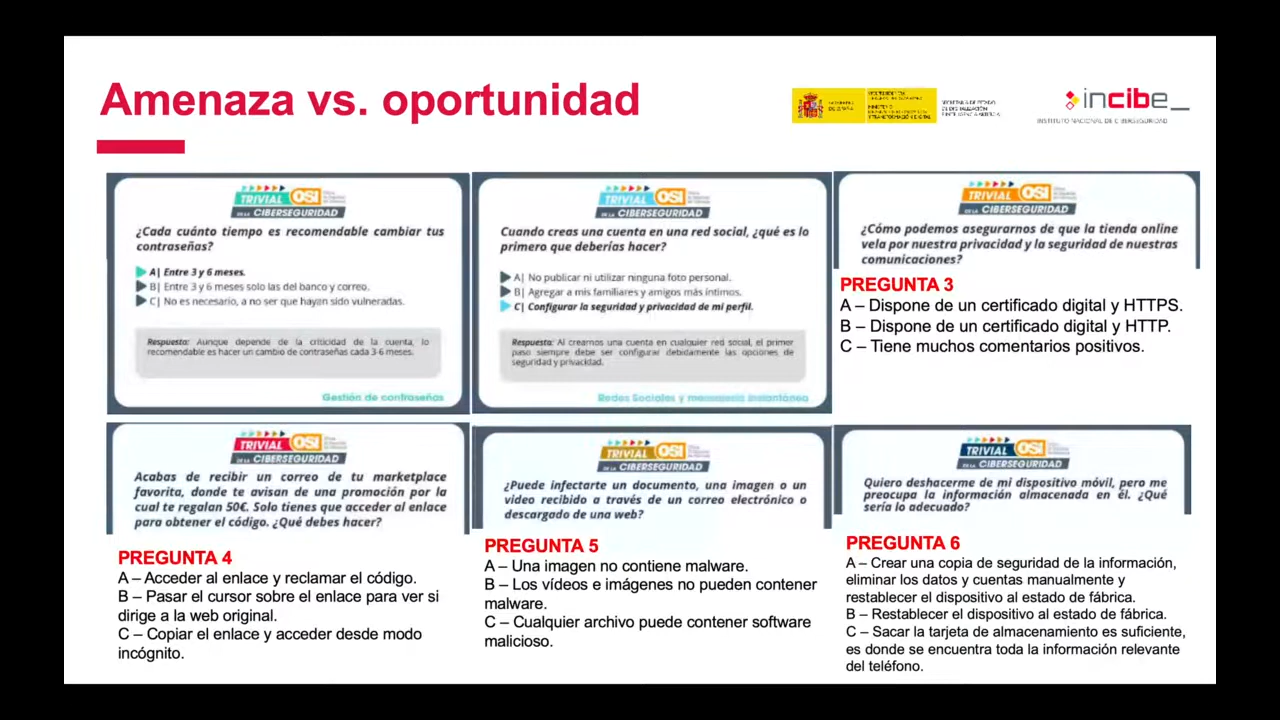 Amenaza vs. oportunidad
incibe_
INSTITUTO NACIONAL DE CIBERSEGURIDAD
TRIVIAL OSI
DE LA CIBERSEGURIDAD
¿Cada cuánto tiempo es recomendable cambiar tus
contraseñas?
A| Entre 3 y 6 meses.
B| Entre 3 y 6 meses solo las del banco y correo.
C| No es necesario, a no ser que hayan sido vulneradas.
Respuesta: Aunque depende de la criticidad de la cuenta, lo
recomendable es hacer un cambio de contraseñas cada 3-6 meses.
Gestión de contraseñas
TRIVIAL OSI
DE LA CIBERSEGURIDAD
Cuando creas una cuenta en una red social, ¿qué es lo
primero que deberías hacer?
A| No publicar ni utilizar ninguna foto personal.
B| Agregar a mis familiares y amigos más íntimos.
C| Configurar la seguridad y privacidad de mi perfil.
Respuesta: Al crearnos una cuenta en cualquier red social, el primer
paso siempre debe ser configurar debidamente las opciones de
seguridad y privacidad.
Redes Sociales y mensajería instantánea
TRIVIAL OSI
DE LA CIBERSEGURIDAD
¿Cómo podemos asegurarnos de que la tienda online
vela por nuestra privacidad y la seguridad de nuestras
comunicaciones?
PREGUNTA 3
A – Dispone de un certificado digital y HTTPS.
B – Dispone de un certificado digital y HTTP.
C – Tiene muchos comentarios positivos.
TRIVIAL OSI
DE LA CIBERSEGURIDAD
Acabas de recibir un correo de tu marketplace
favorita, donde te avisan de una promoción por la
cual te regalan 50€. Solo tienes que acceder al enlace
para obtener el código. ¿Qué debes hacer?
PREGUNTA 4
A – Acceder al enlace y reclamar el código.
B – Pasar el cursor sobre el enlace para ver si
dirige a la web original.
C – Copiar el enlace y acceder desde modo
incógnito.
TRIVIAL OSI
DE LA CIBERSEGURIDAD
¿Puede infectarte un documento, una imagen o un
video recibido a través de un correo electrónico o
descargado de una web?
PREGUNTA 5
A – Una imagen no contiene malware.
B – Los vídeos e imágenes no pueden contener
malware.
C – Cualquier archivo puede contener software
malicioso.
TRIVIAL OSI
DE LA CIBERSEGURIDAD
Quiero deshacerme de mi dispositivo móvil, pero me
preocupa la información almacenada en él. ¿Qué
sería lo adecuado?
PREGUNTA 6
A – Crear una copia de seguridad de la información,
eliminar los datos y cuentas manualmente y
restablecer el dispositivo al estado de fábrica.
B – Restablecer el dispositivo al estado de fábrica.
C – Sacar la tarjeta de almacenamiento es suficiente,
es donde se encuentra toda la información relevante
del teléfono.